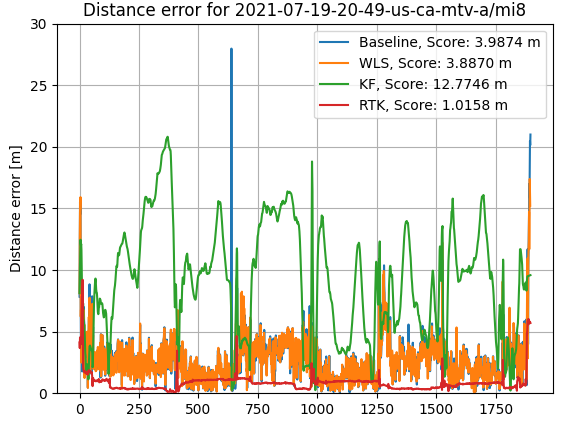 Distance error for 2021-07-19-20-49-us-ca-mtv-a/mi8
Distance error [m]
30
25
20
15
10
5
0
Baseline, Score: 3.9874 m
WLS, Score: 3.8870 m
KF, Score: 12.7746 m
RTK, Score: 1.0158 m
0 250 500 750 1000 1250 1500 1750